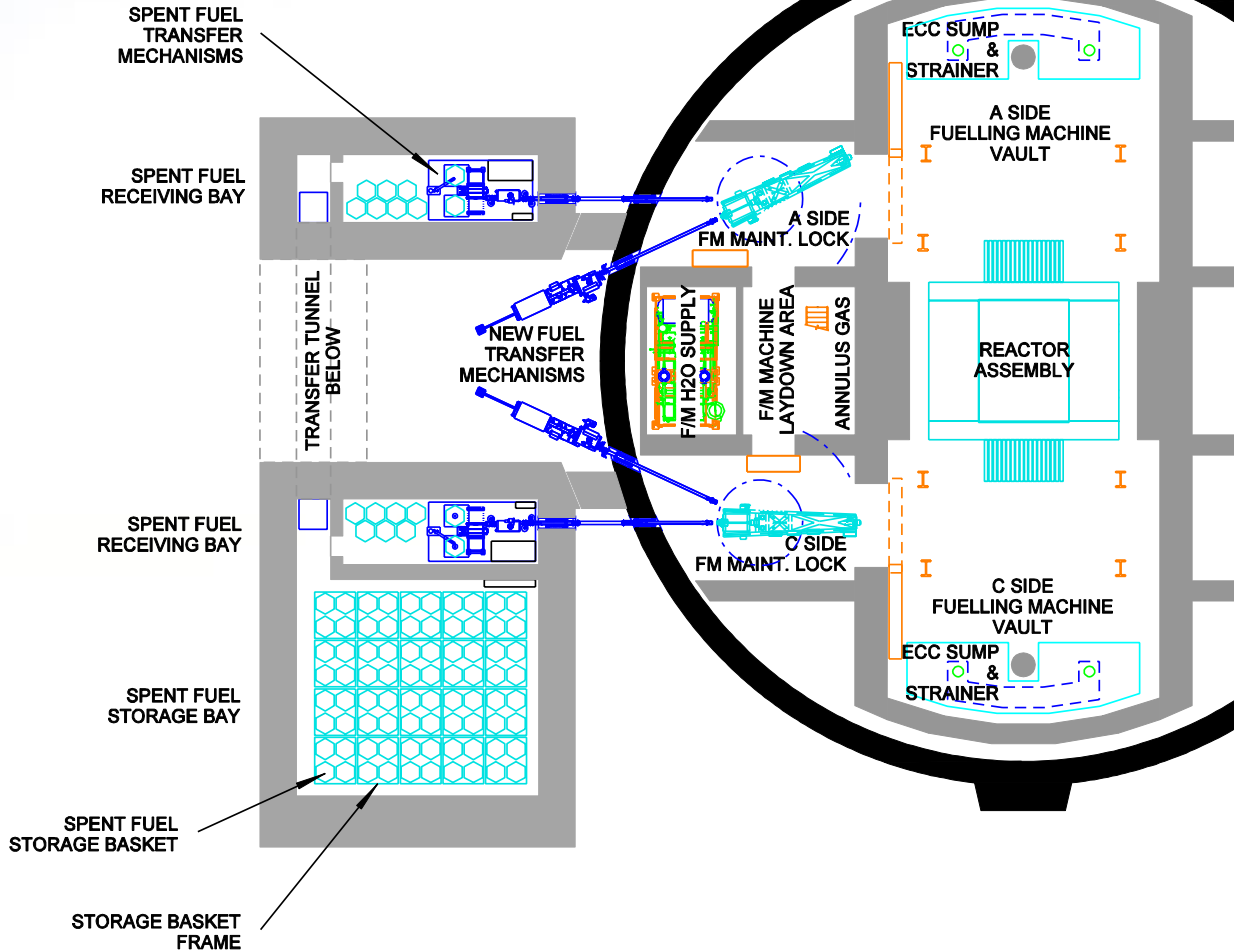 SPENT FUEL
TRANSFER
MECHANISMS
ECC SUMP
&
STRAINER
A SIDE
FUELLING MACHINE
VAULT
SPENT FUEL
RECEIVING BAY
A SIDE
FM MAINT. LOCK
TRANSFER TUNNEL
BELOW
NEW FUEL
TRANSFER
MECHANISMS
F/M H2O SUPPLY
F/M MACHINE
LAYDOWN AREA
ANNULUS GAS
REACTOR
ASSEMBLY
SPENT FUEL
RECEIVING BAY
C SIDE
FM MAINT. LOCK
C SIDE
FUELLING MACHINE
VAULT
ECC SUMP
&
STRAINER
SPENT FUEL
STORAGE BAY
SPENT FUEL
STORAGE BASKET
STORAGE BASKET
FRAME